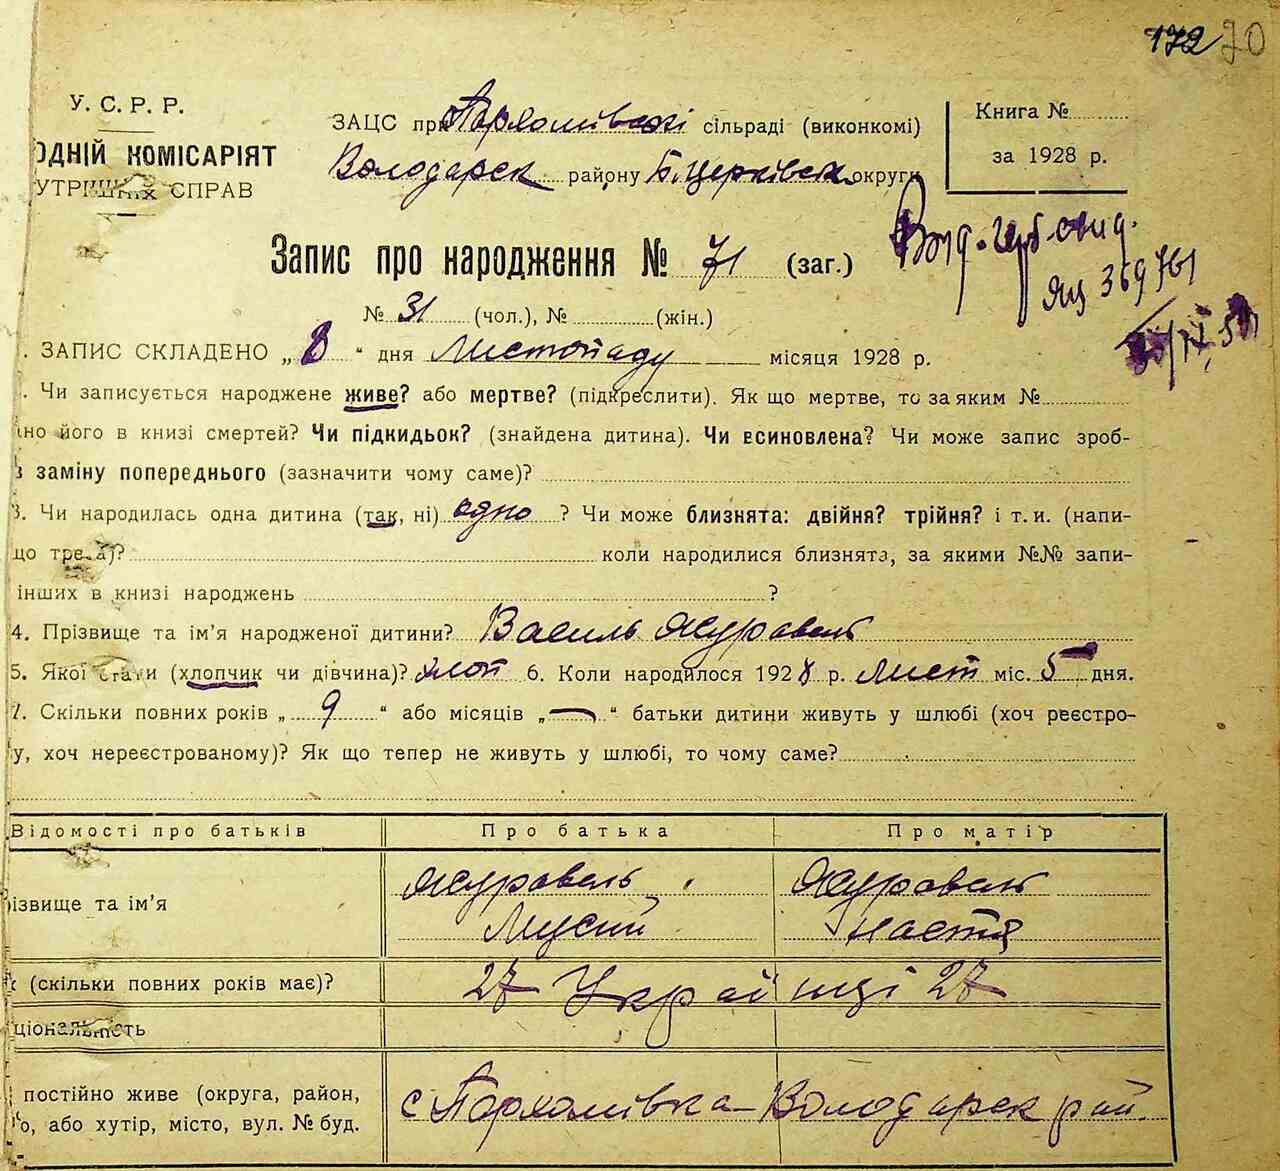 172 70
У. С. Р. Р.
ОДНІЙ КОМІСАРІЯТ
УТРІШНІХ СПРАВ
ЗАЦС при Пархомівській сільраді (виконкомі)
Володарськ району Б. Церківськ округи
Книга №
за 1928 р.
Запис про народження № 71 (заг.)
№ 31 (чол.), № (жін.)
ЯЦ 369761
. ЗАПИС СКЛАДЕНО „ 8 “ дня Листопаду місяця 1928 р.
. Чи записується народжене живе? або мертве? (підкреслити). Як що мертве, то за яким №
но його в книзі смертей? Чи підкидьок? (знайдена дитина). Чи всиновлена? Чи може запис зроб-
в заміну попереднього (зазначити чому саме)?
3. Чи народилась одна дитина (так, ні) одно ? Чи може близнята: двійня? трійня? і т. и. (напи-
що треба)? коли народилися близнята, за якими №№ запи-
інших в книзі народжень ?
4. Прізвище та ім’я народженої дитини? Василь Журавель
5. Якої стати (хлопчик чи дівчина)? хлоп 6. Коли народилося 1928 р. лист міс. 5 дня.
7. Скільки повних років „ 9 “ або місяців „ — “ батьки дитини живуть у шлюбі (хоч реєстро-
у, хоч нереєстрованому)? Як що тепер не живуть у шлюбі, то чому саме?
Відомості про батьків Про батька Про матір
різвище та ім’я Журавель Журавель
Мусій Настя
к (скільки повних років має)? 27 Українці 27
ціональність
постійно живе (округа, район, с Пархомівка – Володарськ рай.
о, або хутір, місто, вул. № буд.